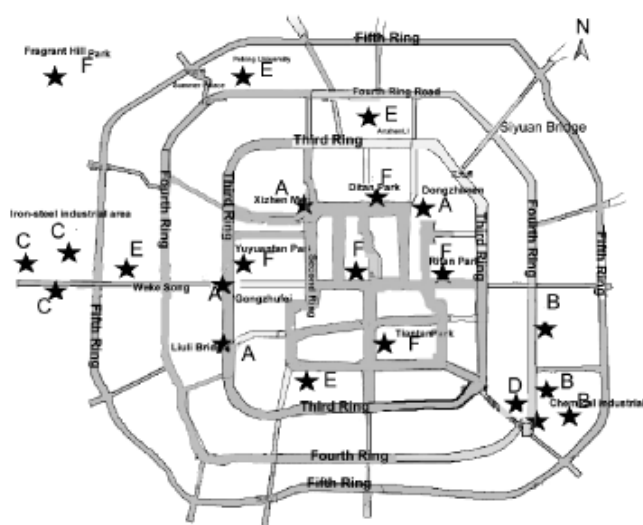 N
Fifth Ring
Fragrant Hill Park
F
Peking University
E
Summer Palace
Fourth Ring Road
E
AnzhenLi
Siyuan Bridge
Third Ring
A
Xizhen Men
F
Ditan Park
Dongzhimen
A
Iron-steel industrial area
C
C
E
Fourth Ring
Third Ring
Yuyuantan Park
F
Second Ring
F
F
Ritan Park
Third Ring
Fourth Ring
Fifth Ring
C
Weke Song
A
Gongzhufei
Fifth Ring
B
Liuli Bridge
A
Tiantan Park
F
E
Third Ring
D
B
B
Chemical industrial
Fourth Ring
Fifth Ring